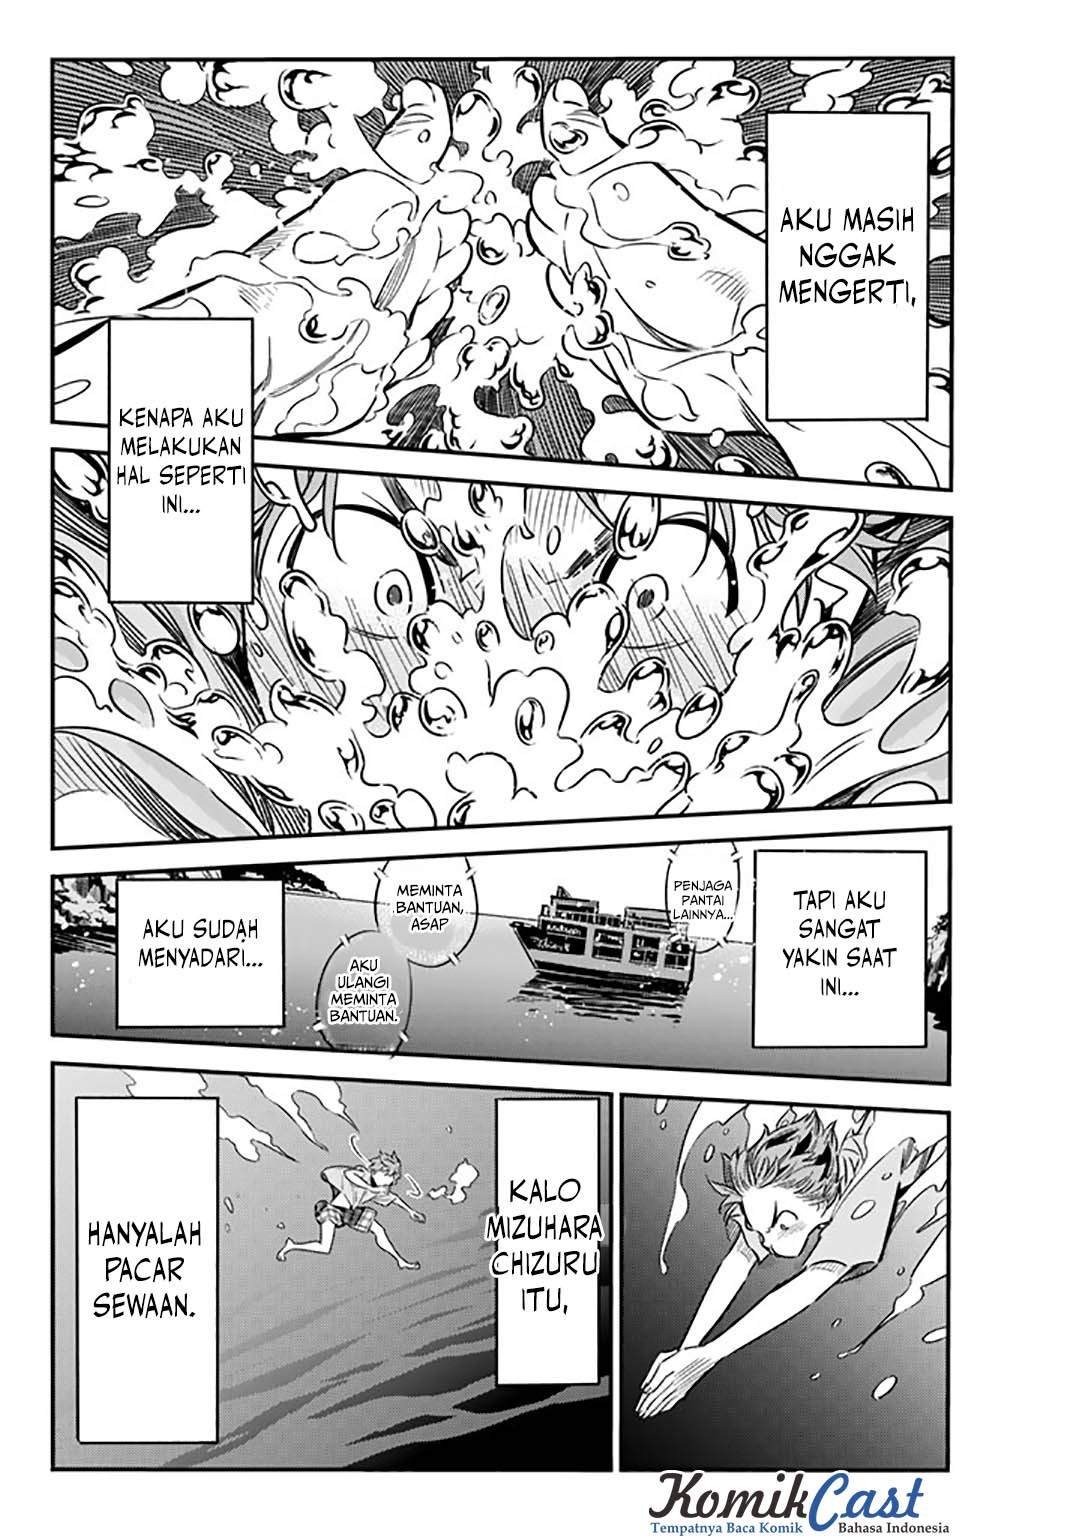 AKU MASIH
NGGAK
MENGERTI,
KENAPA AKU
MELAKUKAN
HAL SEPERTI
INI...
TAPI AKU
SANGAT
YAKIN SAAT
INI...
PENJAGA
PANTAI
LAINNYA...
MEMINTA
BANTUAN,
ASAP
AKU
ULANGI
MEMINTA
BANTUAN.
AKU SUDAH
MENYADARI...
KALO
MIZUHARA
CHIZURU
ITU,
HANYALAH
PACAR
SEWAAN.
KomikCast
Tempatnya Baca Komik Bahasa Indonesia